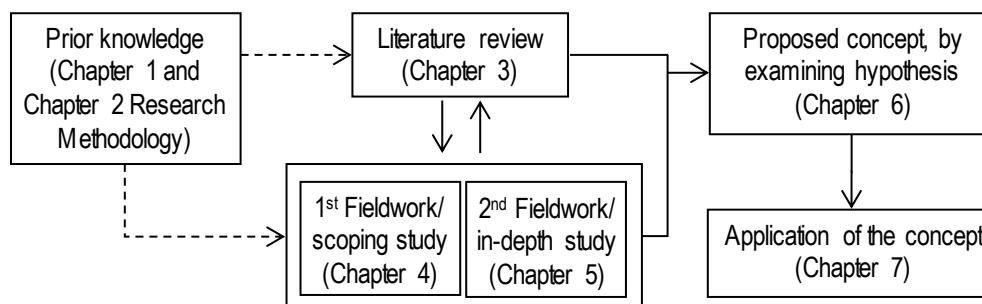 Prior knowledge
(Chapter 1 and
Chapter 2 Research
Methodology)
Literature review
(Chapter 3)
Proposed concept, by
examining hypothesis
(Chapter 6)
1st Fieldwork/
scoping study
(Chapter 4)
2nd Fieldwork/
in-depth study
(Chapter 5)
Application of the concept
(Chapter 7)